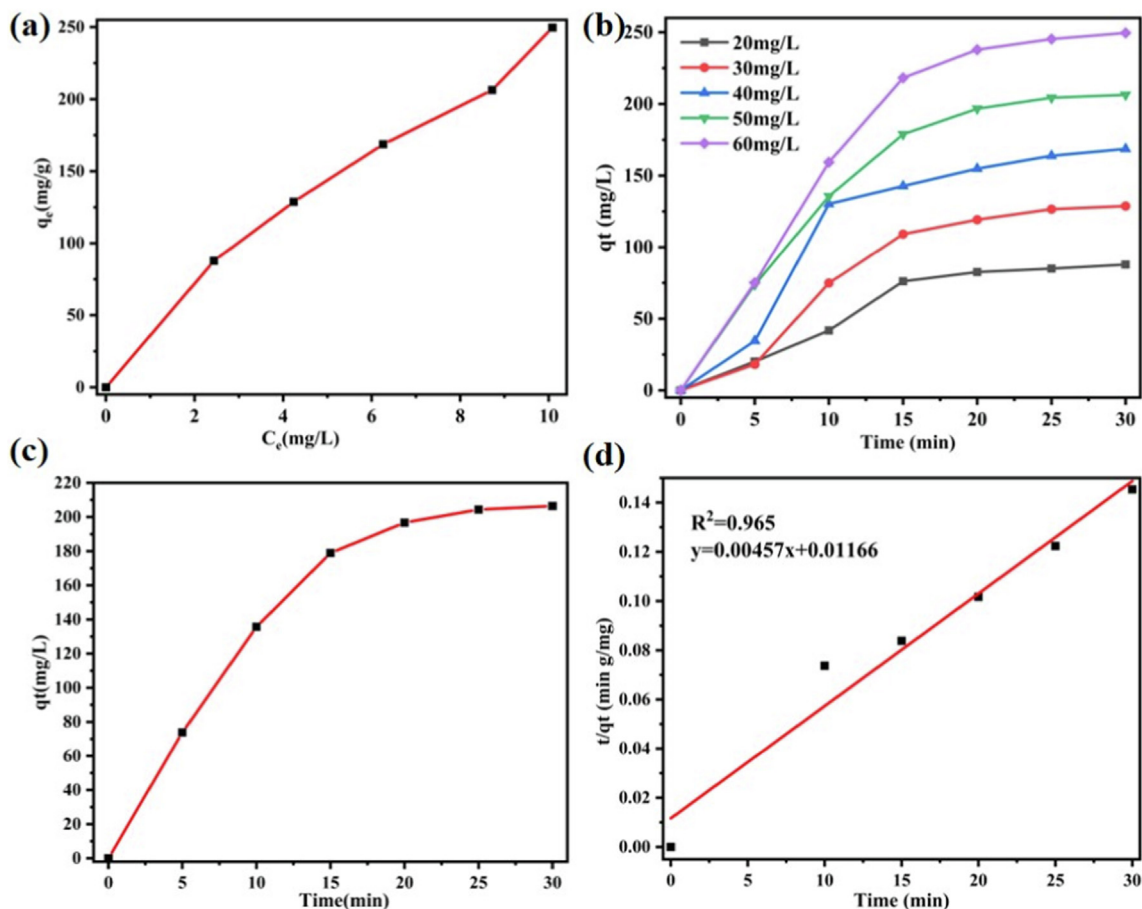 (a)
250
200
150
100
50
0
qe(mg/g)
0 2 4 6 8 10
Ce(mg/L)
(b)
20mg/L
30mg/L
40mg/L
50mg/L
60mg/L
250
200
150
100
50
0
qt (mg/L)
0 5 10 15 20 25 30
Time (min)
(c)
220
200
180
160
140
120
100
80
60
40
20
0
qt(mg/L)
0 5 10 15 20 25 30
Time(min)
(d)
R²=0.965
y=0.00457x+0.01166
0.14
0.12
0.10
0.08
0.06
0.04
0.02
0.00
t/qt (min g/mg)
0 5 10 15 20 25 30
Time (min)